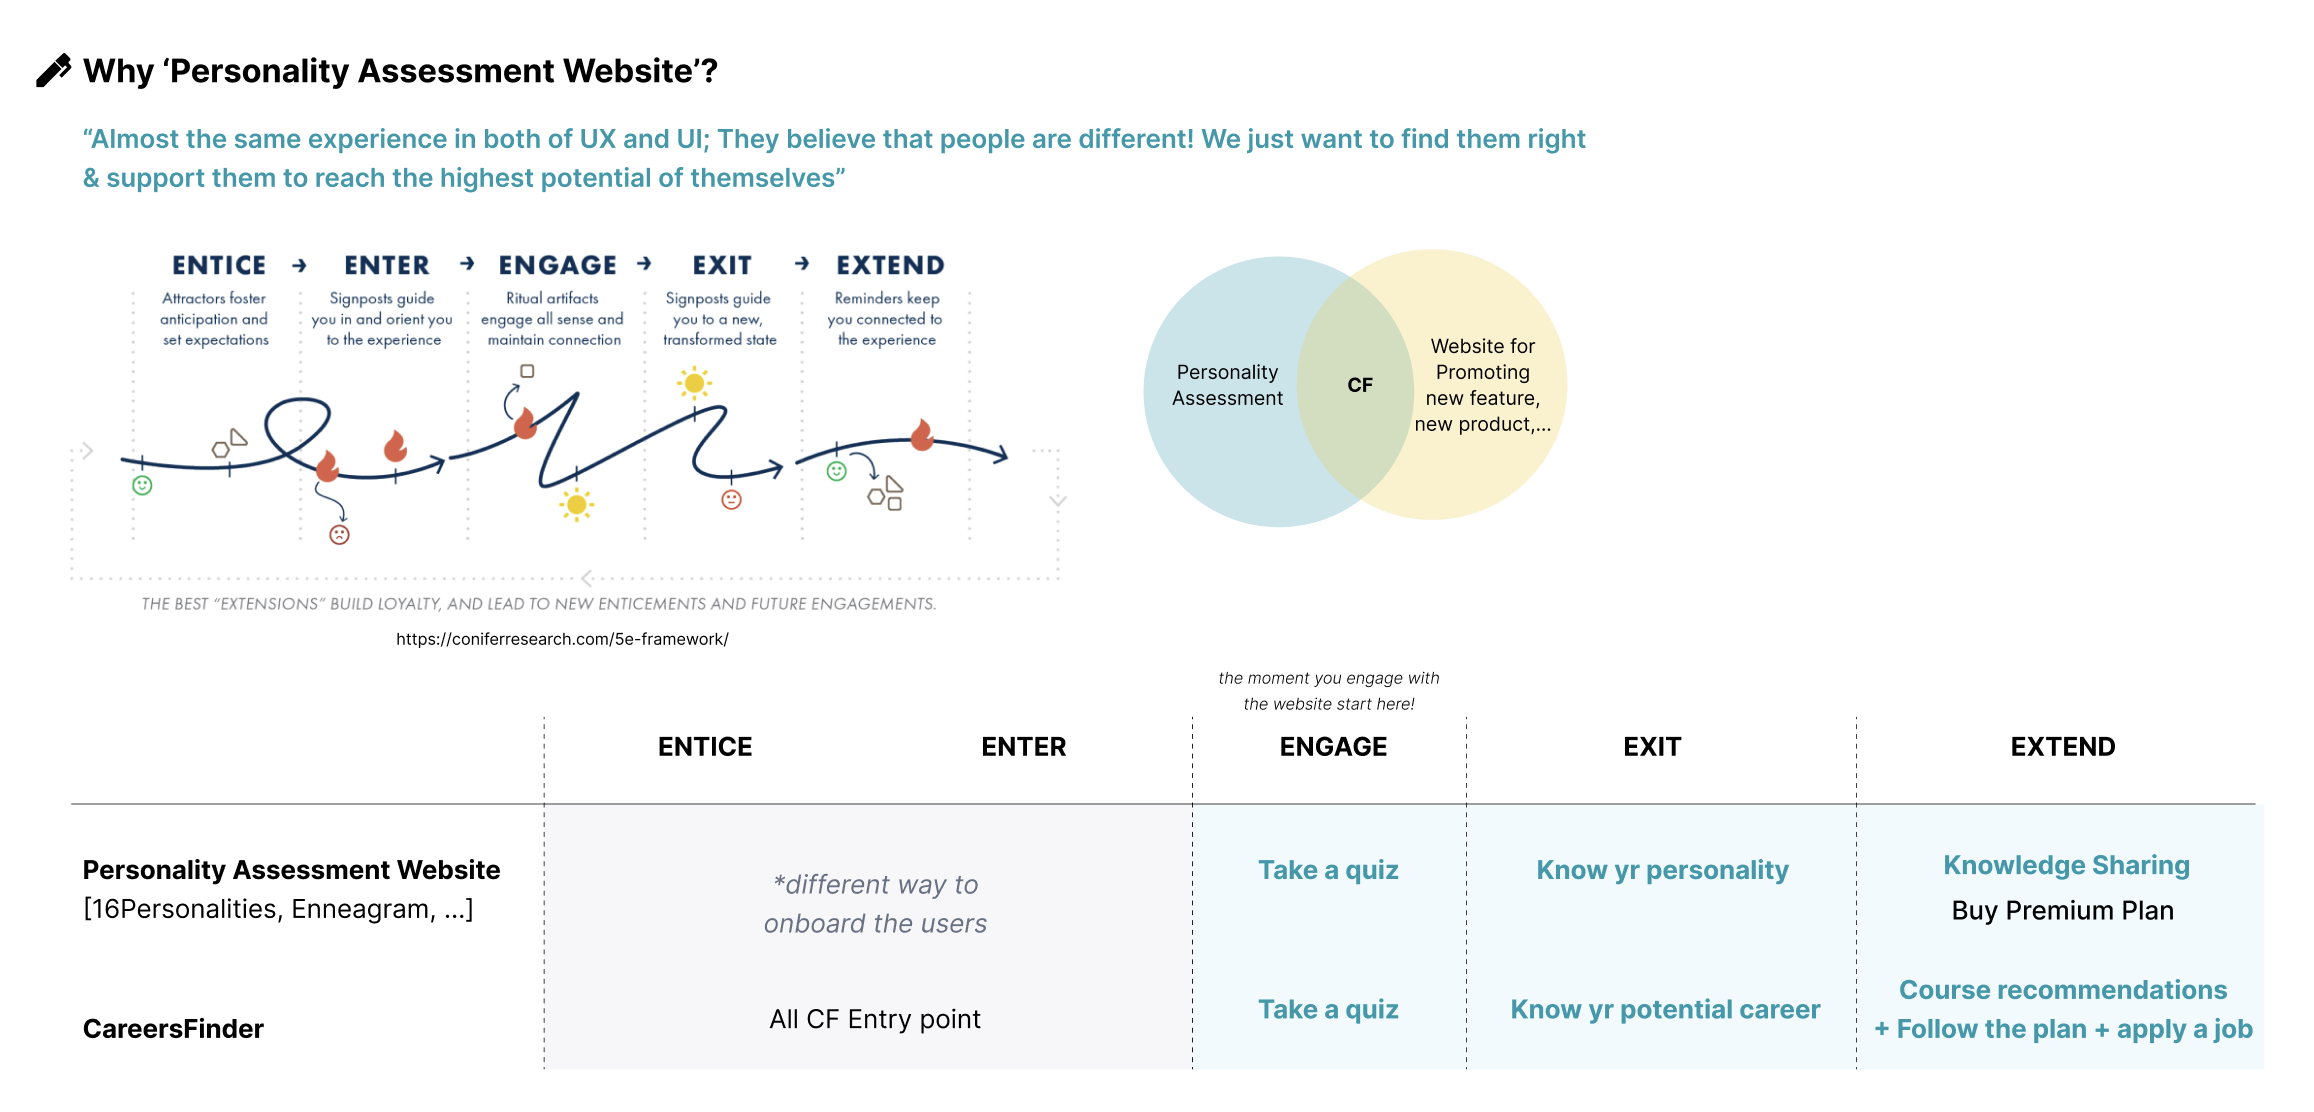 Why ‘Personality Assessment Website’?
“Almost the same experience in both of UX and UI; They believe that people are different! We just want to find them right
& support them to reach the highest potential of themselves”
ENTICE → ENTER → ENGAGE → EXIT → EXTEND
Attractors foster
anticipation and
set expectations
Signposts guide
you in and orient you
to the experience
Ritual artifacts
engage all sense and
maintain connection
Signposts guide
you to a new,
transformed state
Reminders keep
you connected to
the experience
THE BEST “EXTENSIONS” BUILD LOYALTY, AND LEAD TO NEW ENTICEMENTS AND FUTURE ENGAGEMENTS.
https://coniferresearch.com/5e-framework/
Personality
Assessment
CF
Website for
Promoting
new feature,
new product,...
the moment you engage with
the website start here!
ENTICE
ENTER
ENGAGE
EXIT
EXTEND
Personality Assessment Website
[16Personalities, Enneagram, ...]
*different way to
onboard the users
Take a quiz
Know yr personality
Knowledge Sharing
Buy Premium Plan
CareersFinder
All CF Entry point
Take a quiz
Know yr potential career
Course recommendations
+ Follow the plan + apply a job